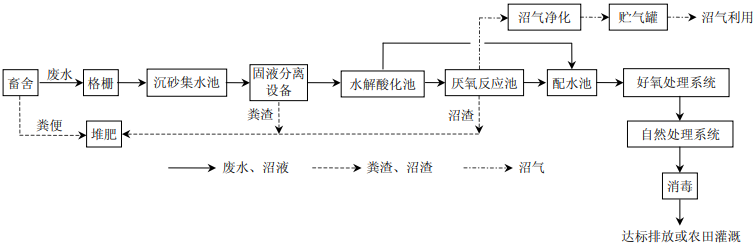 沼气净化
贮气罐
沼气利用
畜舍
废水
格栅
沉砂集水池
固液分离
设备
水解酸化池
厌氧反应池
配水池
好氧处理系统
粪便
堆肥
粪渣
沼渣
自然处理系统
废水、沼液
粪渣、沼渣
沼气
消毒
达标排放或农田灌溉